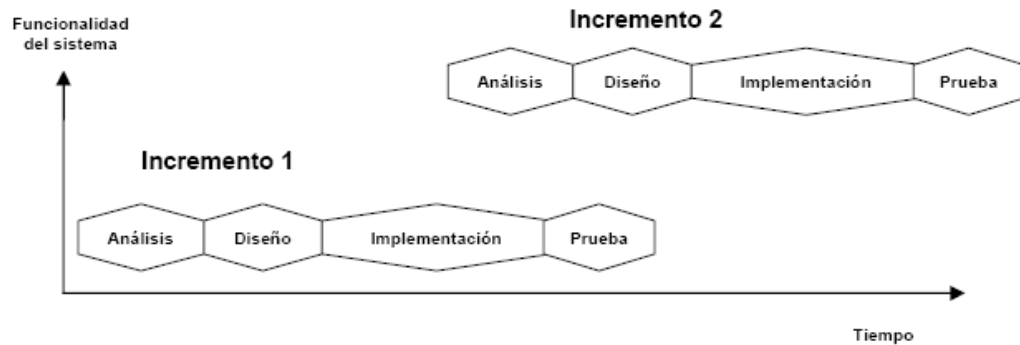 Funcionalidad
del sistema
Incremento 2
Análisis Diseño Implementación Prueba
Incremento 1
Análisis Diseño Implementación Prueba
Tiempo